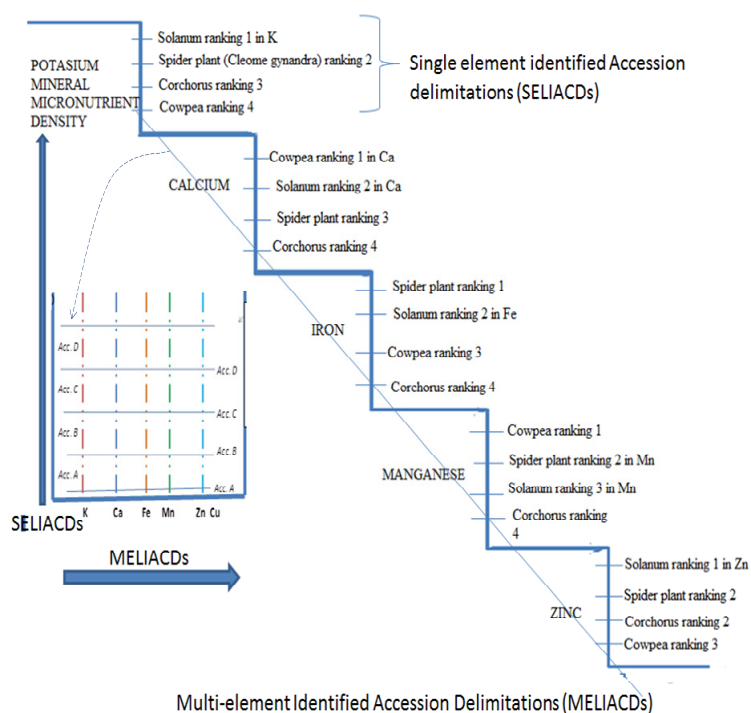 Solanum ranking 1 in K
Spider plant (Cleome gynandra) ranking 2
Corchorus ranking 3
Cowpea ranking 4
POTASIUM
MINERAL
MICRONUTRIENT
DENSITY
Single element identified Accession
delimitations (SELIACDs)
Cowpea ranking 1 in Ca
CALCIUM
Solanum ranking 2 in Ca
Spider plant ranking 3
Corchorus ranking 4
Spider plant ranking 1
Solanum ranking 2 in Fe
IRON
Cowpea ranking 3
Corchorus ranking 4
Cowpea ranking 1
Spider plant ranking 2 in Mn
MANGANESE
Solanum ranking 3 in Mn
Corchorus ranking
4
Solanum ranking 1 in Zn
Spider plant ranking 2
ZINC
Corchorus ranking 2
Cowpea ranking 3
Acc. D
Acc. D
Acc. C
Acc. C
Acc. B
Acc. B
Acc. A
Acc. A
K Ca Fe Mn Zn Cu
SELIACDs
MELIACDs
Multi-element Identified Accession Delimitations (MELIACDs)